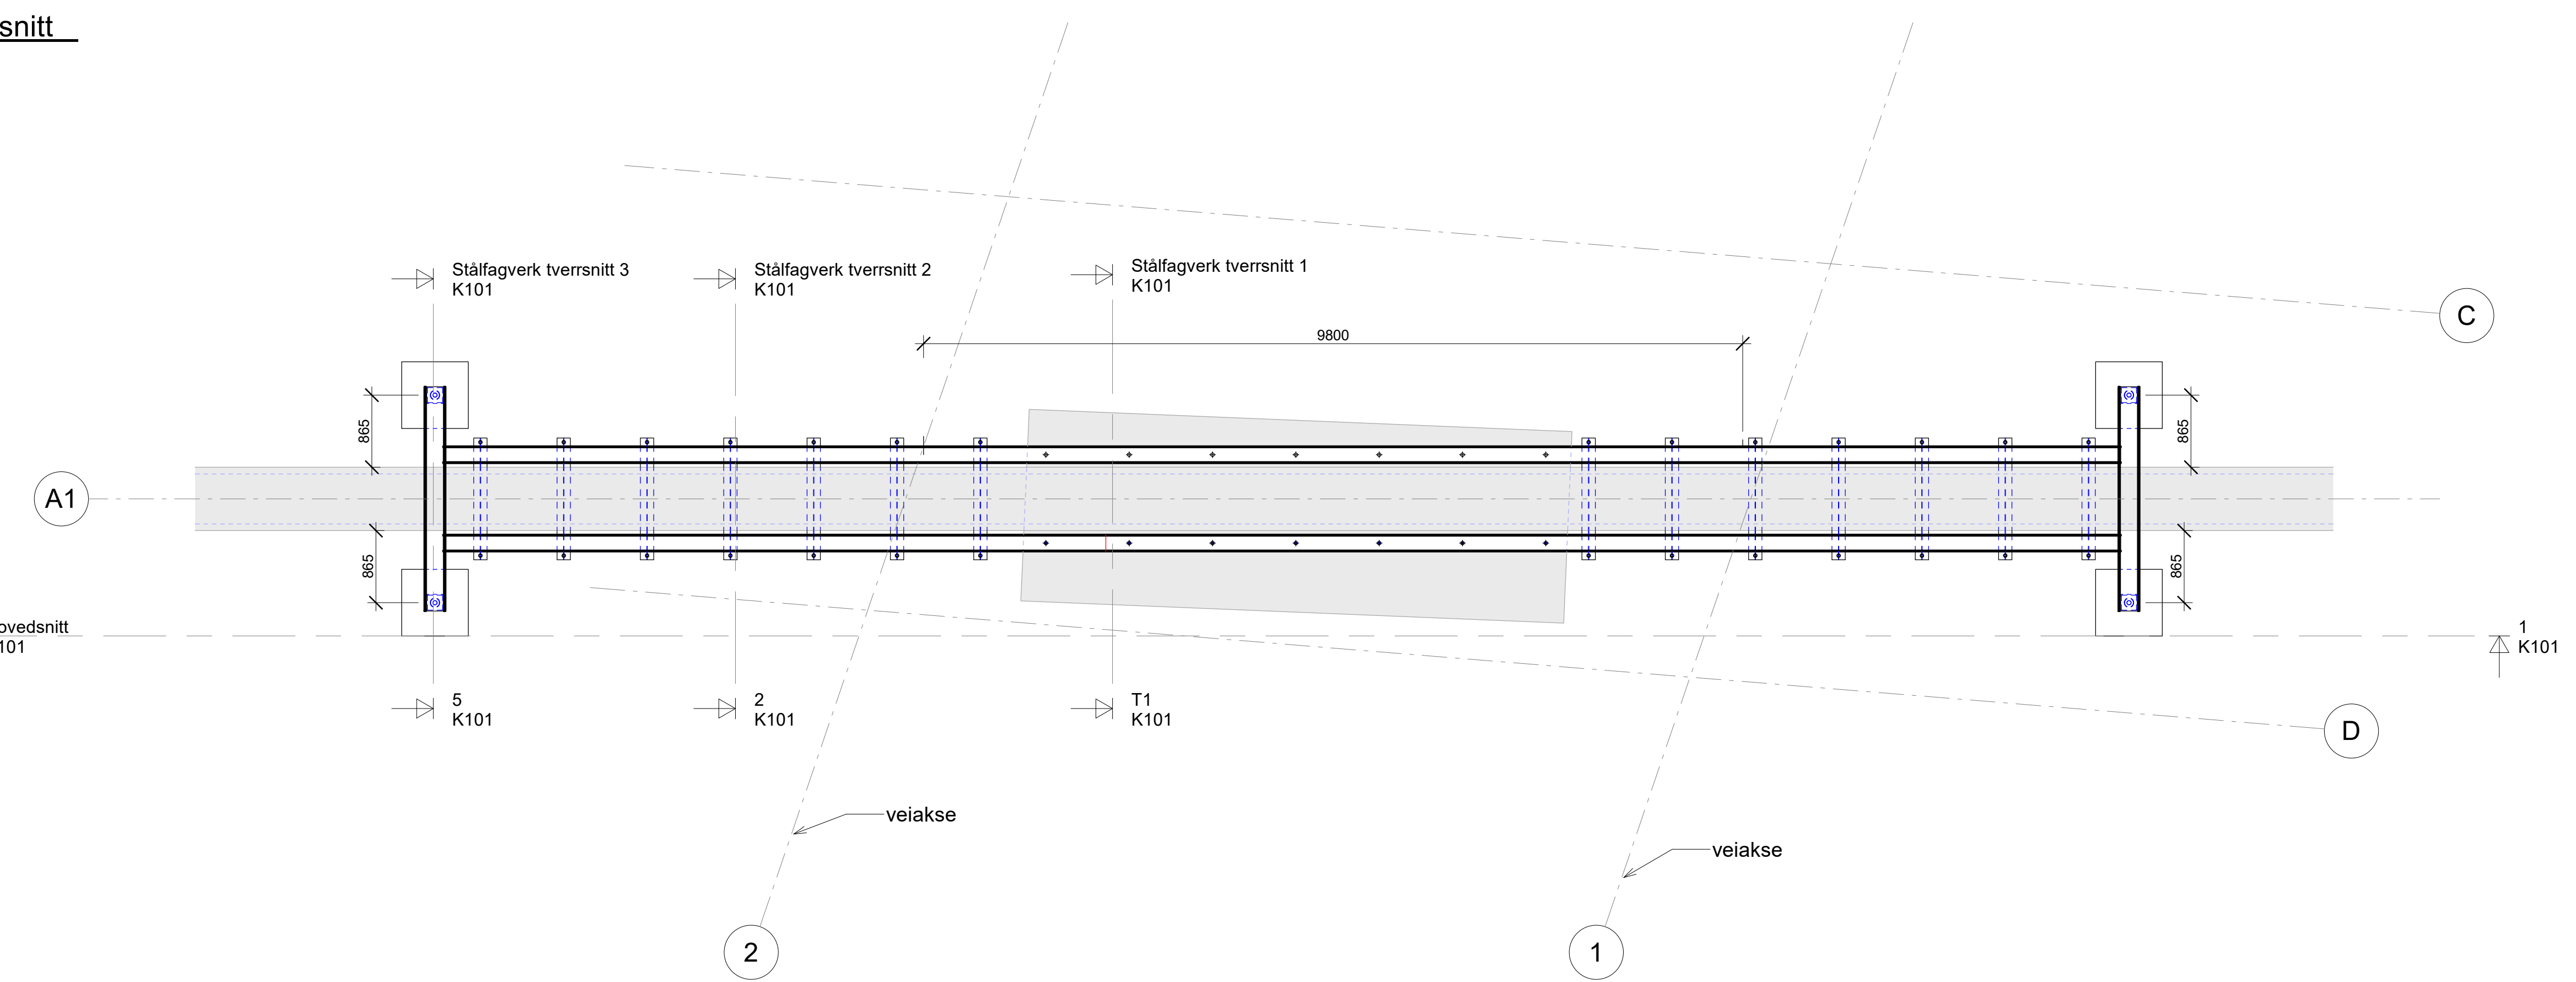 snitt
Stålfagverk tverrsnitt 3
K101
Stålfagverk tverrsnitt 2
K101
Stålfagverk tverrsnitt 1
K101
C
9800
865
865
A1
865
865
ovedsnitt
101
1
K101
5
K101
2
K101
T1
K101
D
veiakse
veiakse
2
1